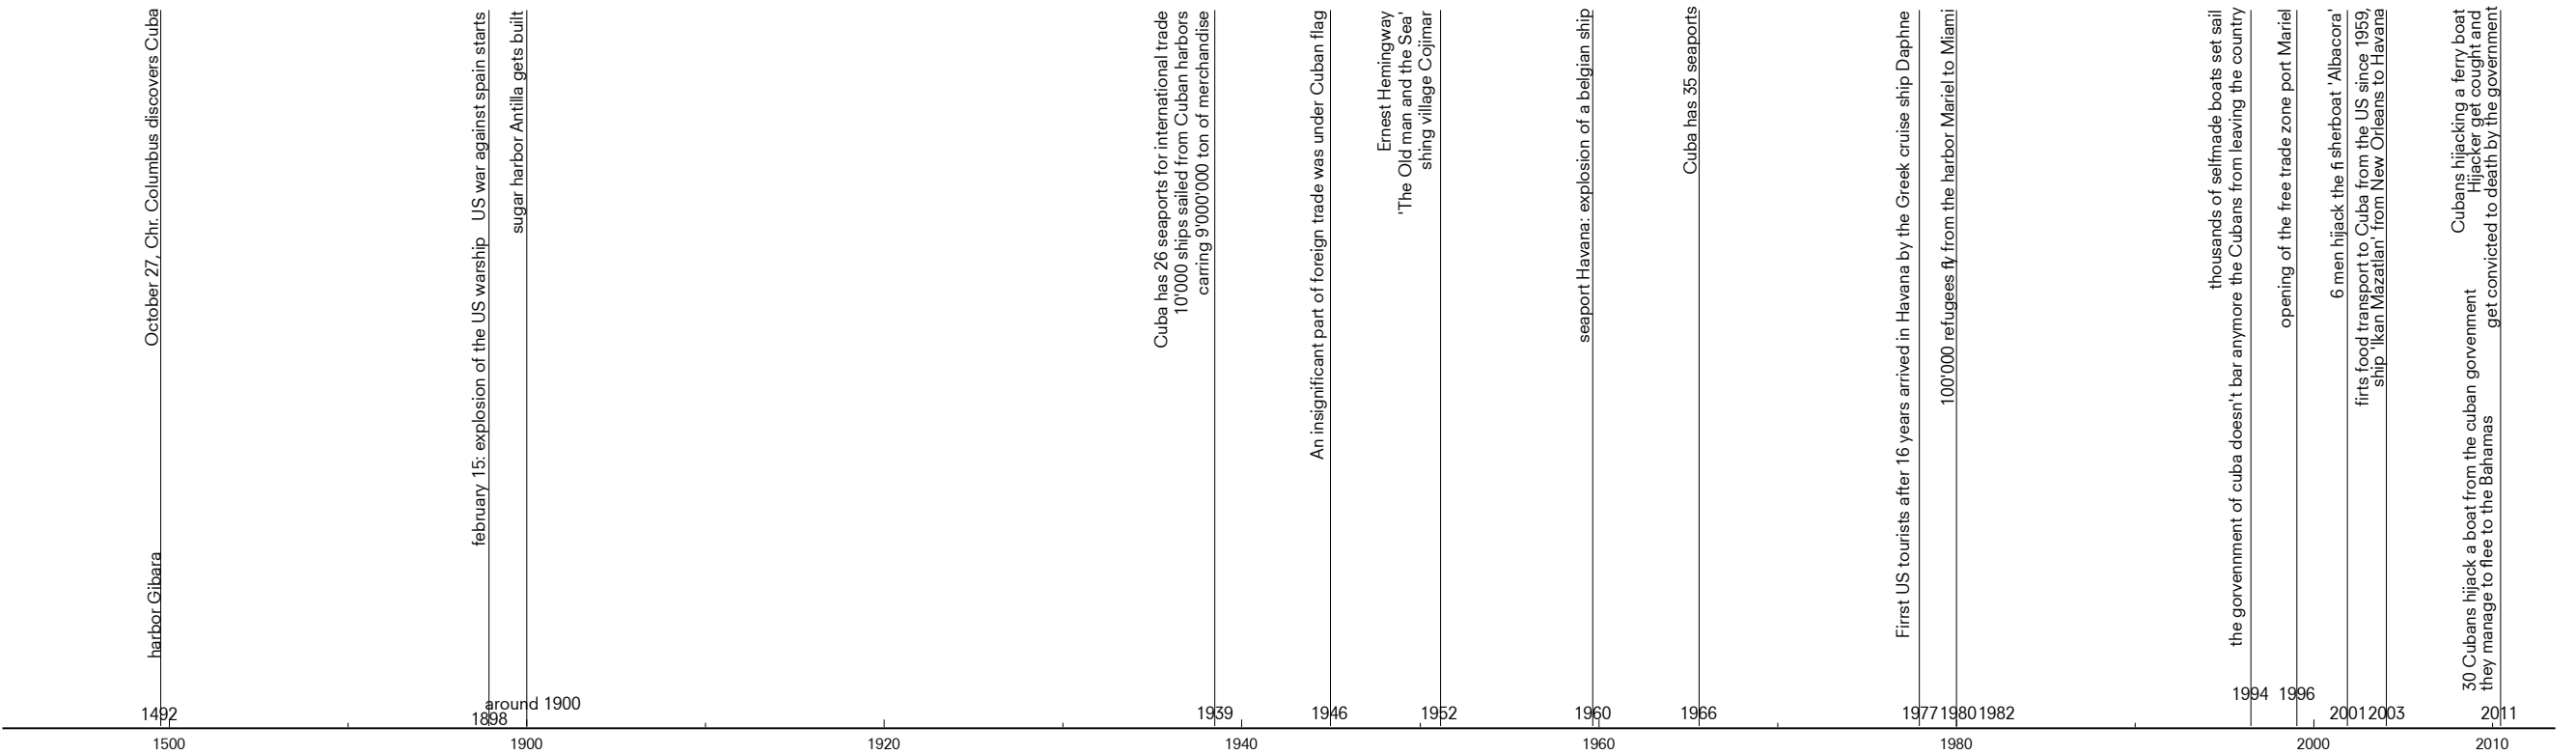 October 27, Chr. Columbus discovers Cuba
harbor Gibara
1492
US war against spain starts
february 15: explosion of the US warship
1898
sugar harbor Antilla gets built
around 1900
Cuba has 26 seaports for international trade
10'000 ships sailed from Cuban harbors
carring 9'000'000 ton of merchandise
1939
An insignificant part of foreign trade was under Cuban flag
1946
Ernest Hemingway
'The Old man and the Sea'
shing village Cojimar
1952
seaport Havana: explosion of a belgian ship
1960
Cuba has 35 seaports
1966
Firrst US tourists after 16 years arrived in Havana by the Greek cruise ship Daphne
1977
100'000 refugees fly from the harbor Mariel to Miami
1980
1982
thousands of selfmade boats set sail
the gorvenment of cuba doesn't bar anymore the Cubans from leaving the country
1994
opening of the free trade zone port Mariel
1996
6 men hijack the fi sherboat 'Albacora'
2001
firts food transport to Cuba from the US since 1959,
ship 'Ikan Mazatlan' from New Orleans to Havana
2003
Cubans hijacking a ferry boat
Hijacker get cought and
get convicted to death by the government
30 Cubans hijack a boat from the cuban gorvenment
they manage to flee to the Bahamas
2011
1500
1900
1920
1940
1960
1980
2000
2010